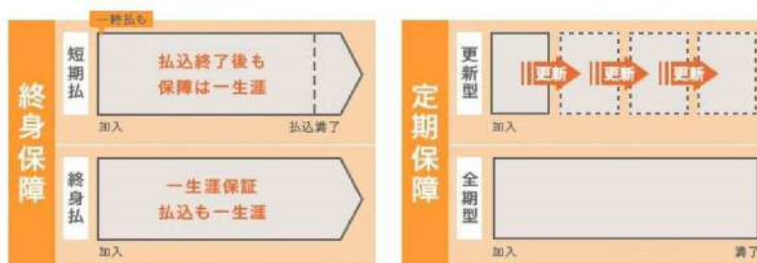 終身保障
一時払も
短期払
払込終了後も
保障は一生涯
加入
払込満了
終身払
一生涯保証
払込も一生涯
加入
定期保障
更新型
更新
更新
更新
加入
全期型
加入
満了